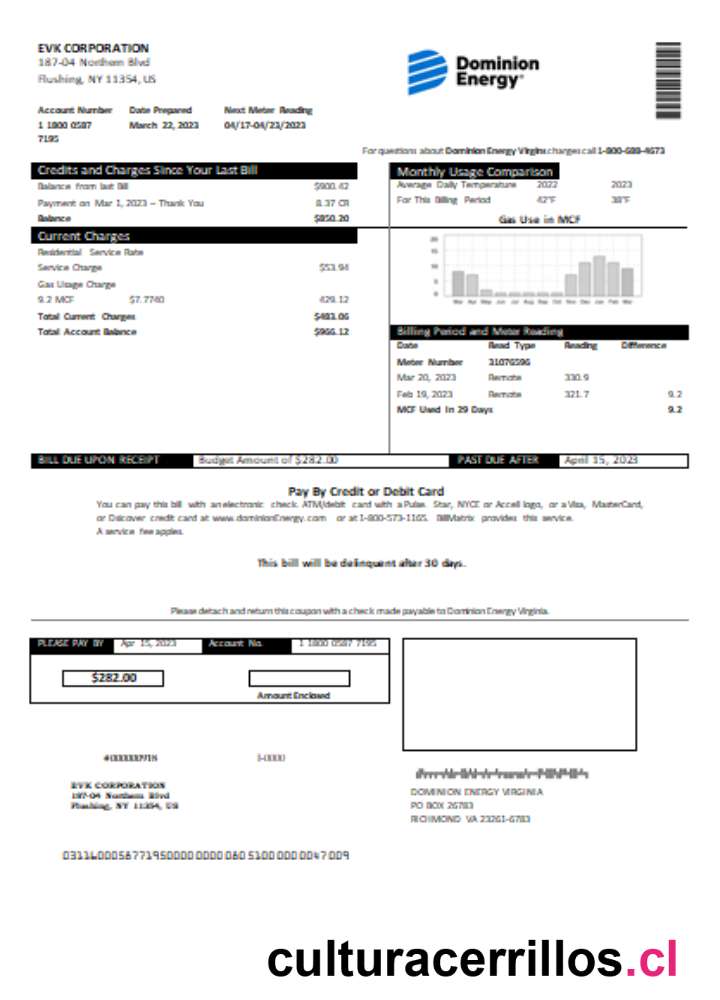 EVK CORPORATION
187-04 Northern Blvd
Flushing, NY 11354, US
Dominion
Energy
Account Number Date Prepared Next Meter Reading
1 1800 0587 March 22, 2023 04/17-04/23/2023
7195
For questions about Dominion Energy Virginia charges call 1-800-688-4673
Credits and Charges Since Your Last Bill
Balance from last Bill $900.42
Payment on Mar 1, 2023 – Thank You 8.37 CR
Balance $850.20
Current Charges
Residential Service Rate
Service Charge $53.94
Gas Usage Charge
9.2 MCF $7.7740 429.12
Total Current Charges $483.06
Total Account Balance $966.12
Monthly Usage Comparison
Average Daily Temperature 2022 2023
For This Billing Period 42°F 38°F
Gas Use in MCF
20
15
10
5
0
Mar Apr May Jun Jul Aug Sep Oct Nov Dec Jan Feb Mar
Billing Period and Meter Reading
Date Read Type Reading Difference
Meter Number 31076596
Mar 20, 2023 Remote 330.9
Feb 19, 2023 Remote 321.7 9.2
MCF Used In 29 Days 9.2
BILL DUE UPON RECEIPT Budget Amount of $282.00 PAST DUE AFTER April 15, 2023
Pay By Credit or Debit Card
You can pay this bill with an electronic check. ATM/debit card with a Pulse. Star, NYCE or Accell logo, or a Visa, MasterCard,
or Discover credit card at www.dominionEnergy.com or at 1-800-573-1165. BillMatrix provides this service.
A service fee applies.
This bill will be delinquent after 30 days.
Please detach and return this coupon with a check made payable to Dominion Energy Virginia.
PLEASE PAY BY Apr 15, 2023 Account No. 1 1800 0587 7195
$282.00
Amount Enclosed
EVK CORPORATION
187-04 Northern Blvd
Flushing, NY 11354, US
DOMINION ENERGY VIRGINIA
PO BOX 26783
RICHMOND VA 23261-6783
culturacerrillos.cl